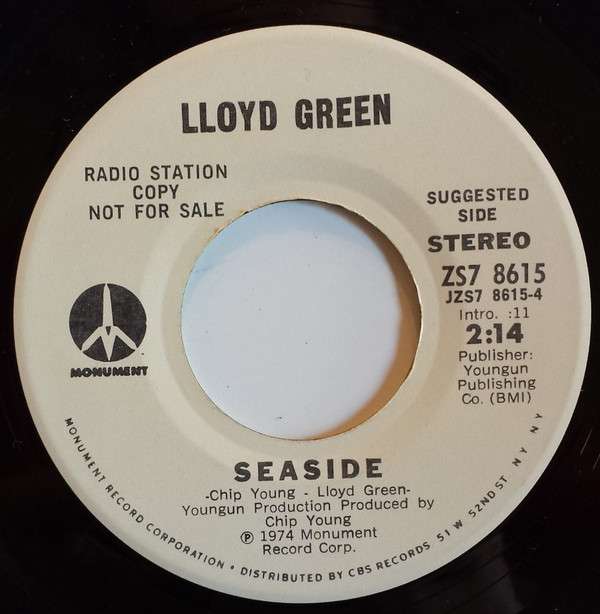 LLOYD GREEN
RADIO STATION
COPY
NOT FOR SALE
SUGGESTED
SIDE
STEREO
ZS7 8615
JZS7 8615-4
Intro. :11
2:14
Publisher:
Youngun
Publishing
Co. (BMI)
MONUMENT
SEASIDE
-Chip Young - Lloyd Green-
Youngun Production Produced by
Chip Young
℗ 1974 Monument
Record Corp.
MONUMENT RECORD CORPORATION • DISTRIBUTED BY CBS RECORDS 51 W 52ND ST N Y N Y